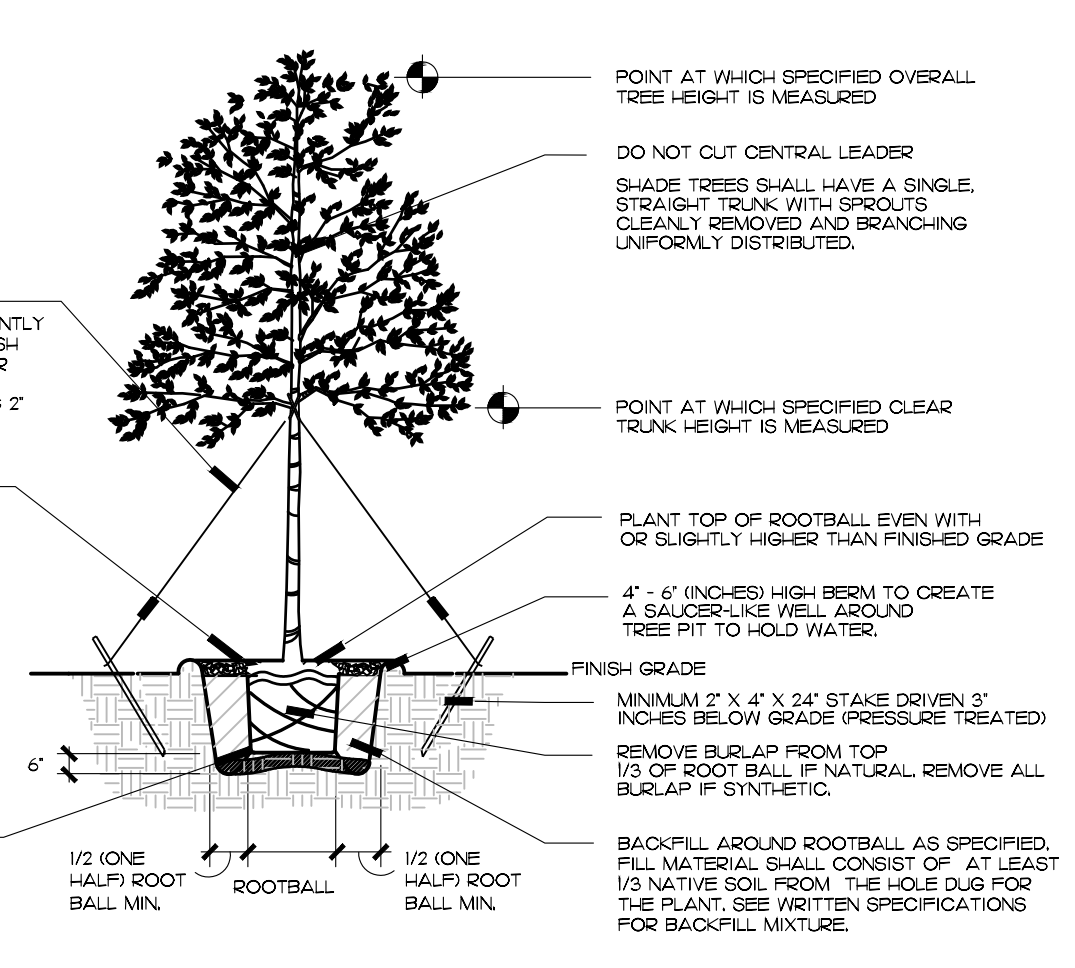 POINT AT WHICH SPECIFIED OVERALL
TREE HEIGHT IS MEASURED
DO NOT CUT CENTRAL LEADER
SHADE TREES SHALL HAVE A SINGLE,
STRAIGHT TRUNK WITH SPROUTS
CLEANLY REMOVED AND BRANCHING
UNIFORMLY DISTRIBUTED.
NTLY
SH
R
2"
POINT AT WHICH SPECIFIED CLEAR
TRUNK HEIGHT IS MEASURED
PLANT TOP OF ROOTBALL EVEN WITH
OR SLIGHTLY HIGHER THAN FINISHED GRADE
4" - 6" (INCHES) HIGH BERM TO CREATE
A SAUCER-LIKE WELL AROUND
TREE PIT TO HOLD WATER.
FINISH GRADE
MINIMUM 2" X 4" X 24" STAKE DRIVEN 3"
INCHES BELOW GRADE (PRESSURE TREATED)
REMOVE BURLAP FROM TOP
1/3 OF ROOT BALL IF NATURAL. REMOVE ALL
BURLAP IF SYNTHETIC.
6"
BACKFILL AROUND ROOTBALL AS SPECIFIED.
FILL MATERIAL SHALL CONSIST OF AT LEAST
1/3 NATIVE SOIL FROM THE HOLE DUG FOR
THE PLANT. SEE WRITTEN SPECIFICATIONS
FOR BACKFILL MIXTURE.
1/2 (ONE
HALF) ROOT
BALL MIN.
ROOTBALL
1/2 (ONE
HALF) ROOT
BALL MIN.